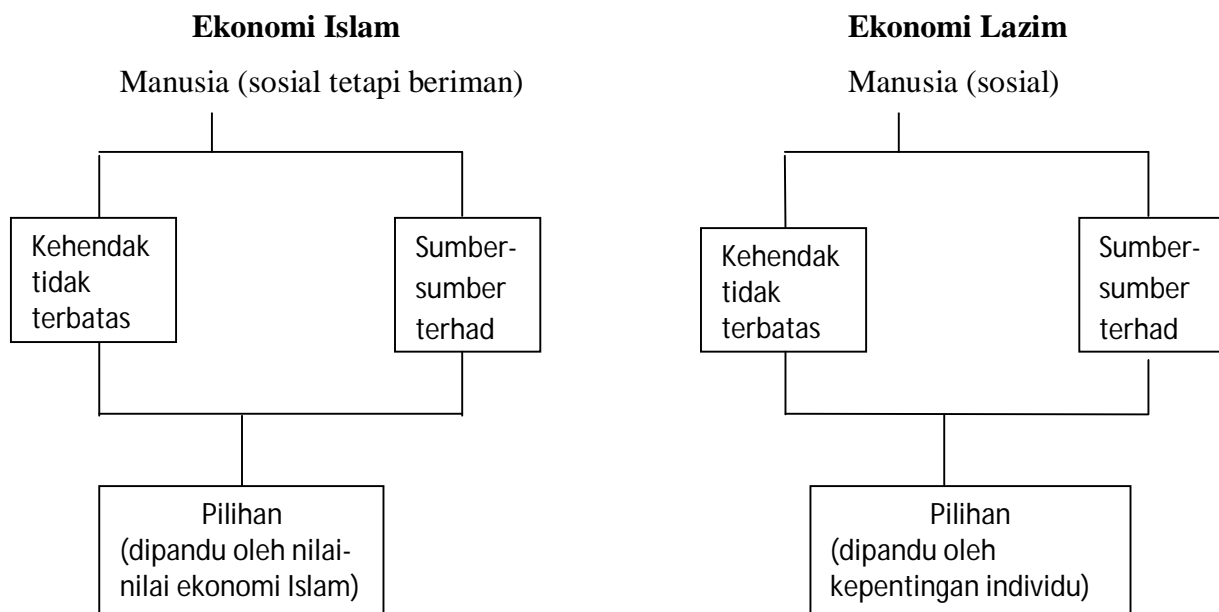 Ekonomi Islam
Manusia (sosial tetapi beriman)
Kehendak
tidak
terbatas
Sumber-
sumber
terhad
Pilihan
(dipandu oleh nilai-
nilai ekonomi Islam)
Ekonomi Lazim
Manusia (sosial)
Kehendak
tidak
terbatas
Sumber-
sumber
terhad
Pilihan
(dipandu oleh
kepentingan individu)